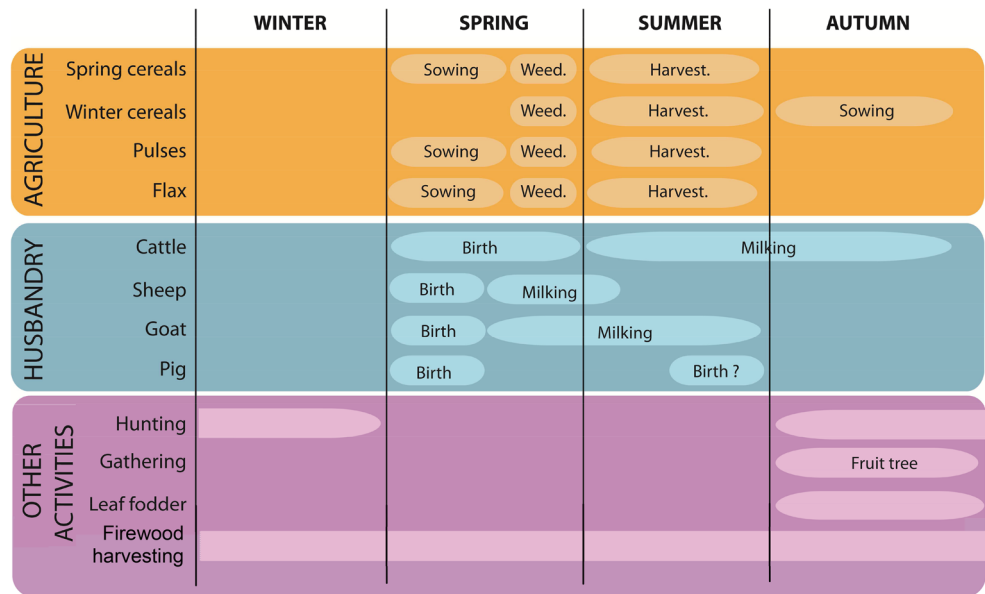 WINTER SPRING SUMMER AUTUMN
AGRICULTURE
Spring cereals Sowing Weed. Harvest.
Winter cereals Weed. Harvest. Sowing
Pulses Sowing Weed. Harvest.
Flax Sowing Weed. Harvest.
HUSBANDRY
Cattle Birth Milking
Sheep Birth Milking
Goat Birth Milking
Pig Birth Birth ?
OTHER
ACTIVITIES
Hunting
Gathering Fruit tree
Leaf fodder
Firewood
harvesting